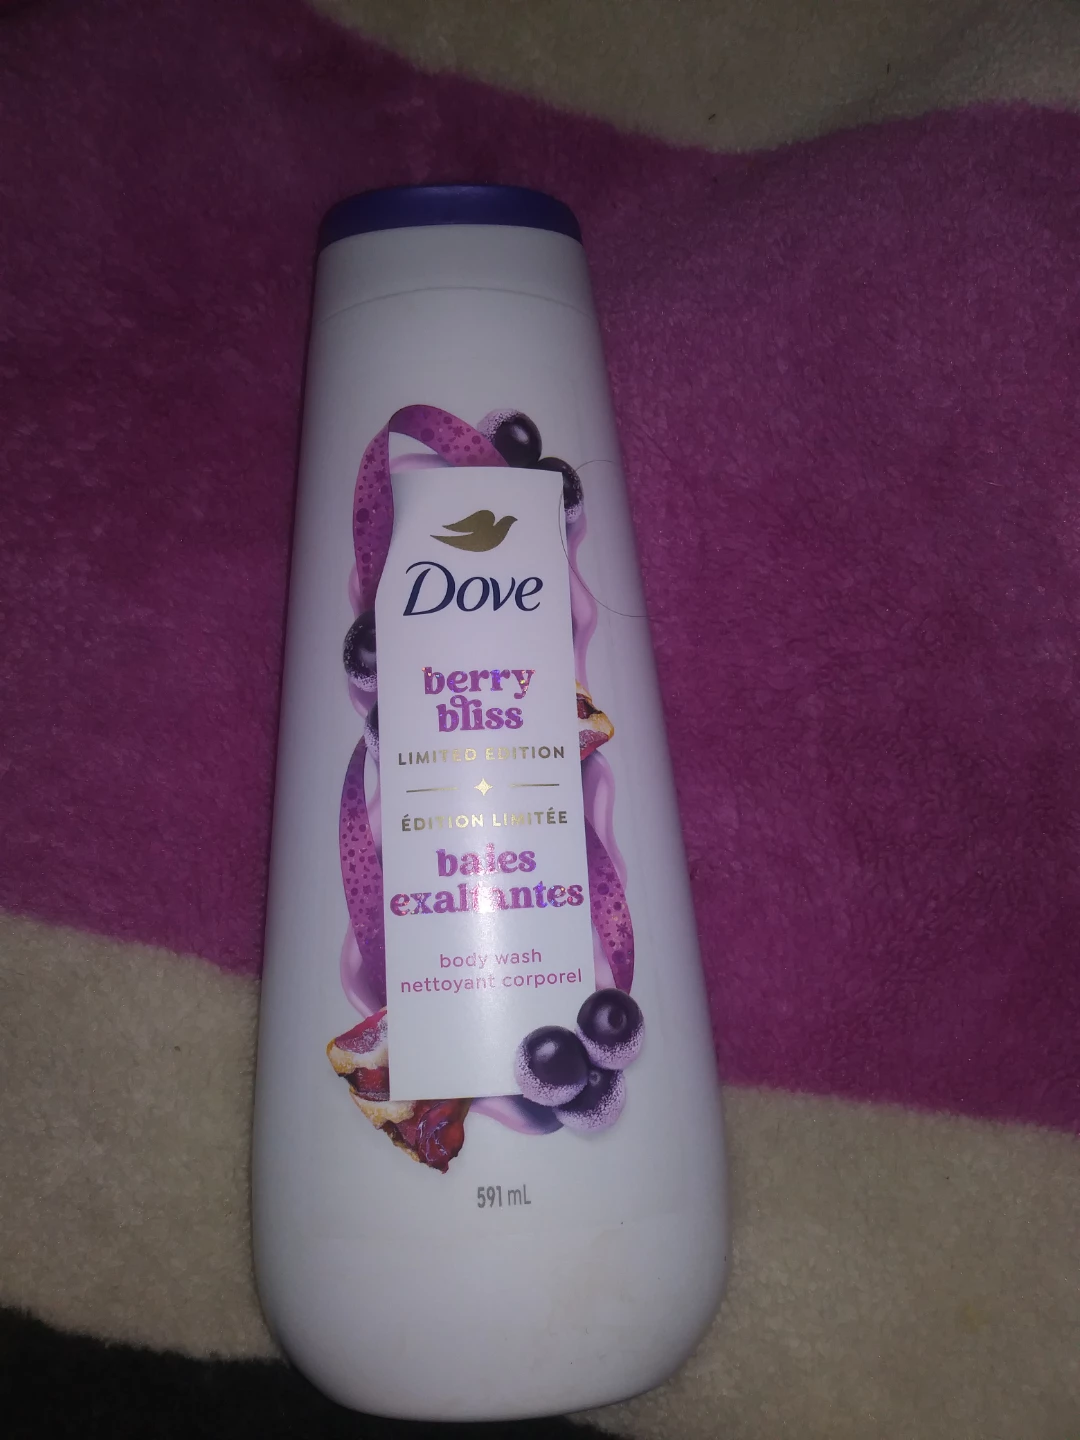 Dove
berry
bliss
LIMITED EDITION
ÉDITION LIMITÉE
baies
exaltantes
body wash
nettoyant corporel
591 mL